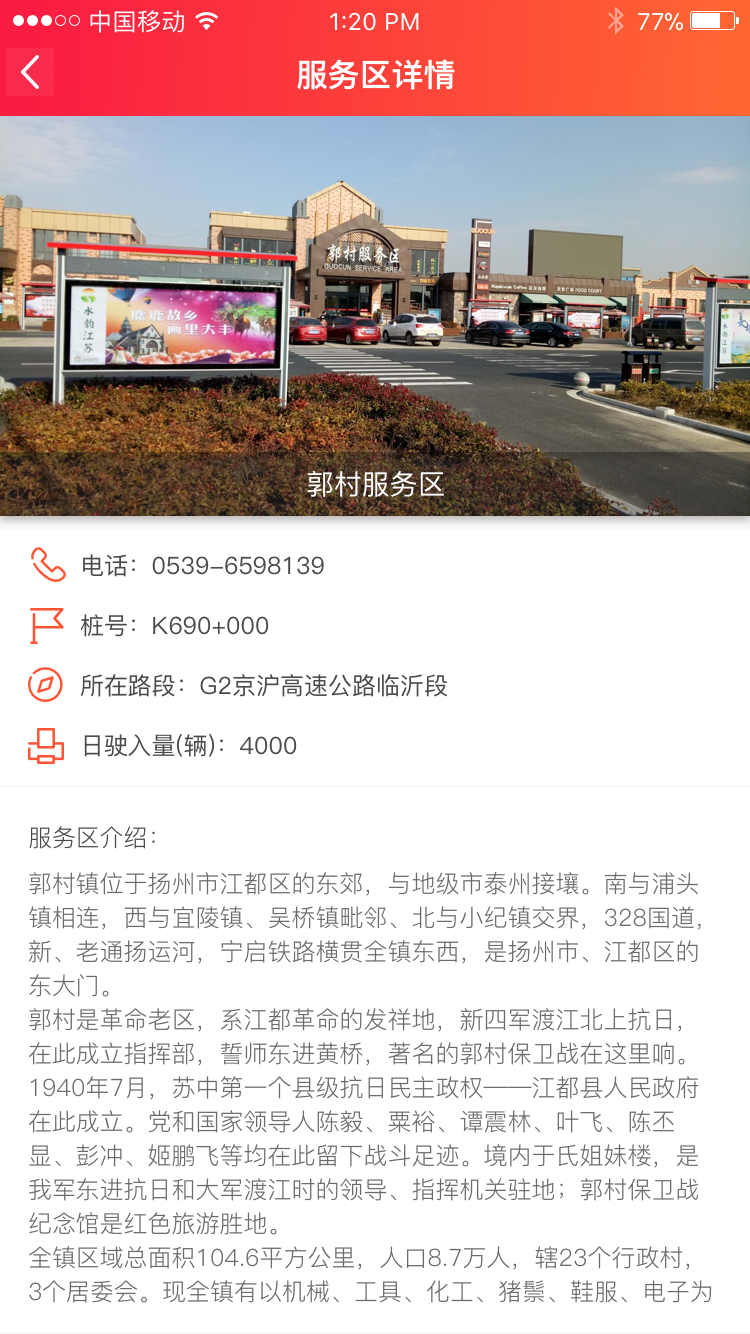 中国移动
1:20 PM
77%
服务区详情
郭村服务区
GUOCUN SERVICE AREA
GUOCUN
FOOD COURT
麋鹿故乡
画里大丰
水韵江苏
郭村服务区
电话：0539-6598139
桩号：K690+000
所在路段：G2京沪高速公路临沂段
日驶入量(辆)：4000
服务区介绍：
郭村镇位于扬州市江都区的东郊，与地级市泰州接壤。南与浦头
镇相连，西与宜陵镇、吴桥镇毗邻、北与小纪镇交界，328国道，
新、老通扬运河，宁启铁路横贯全镇东西，是扬州市、江都区的
东大门。
郭村是革命老区，系江都革命的发祥地，新四军渡江北上抗日，
在此成立指挥部，誓师东进黄桥，著名的郭村保卫战在这里响。
1940年7月，苏中第一个县级抗日民主政权——江都县人民政府
在此成立。党和国家领导人陈毅、粟裕、谭震林、叶飞、陈丕
显、彭冲、姬鹏飞等均在此留下战斗足迹。境内于氏姐妹楼，是
我军东进抗日和大军渡江时的领导、指挥机关驻地；郭村保卫战
纪念馆是红色旅游胜地。
全镇区域总面积104.6平方公里，人口8.7万人，辖23个行政村，
3个居委会。现全镇有以机械、工具、化工、猪鬃、鞋服、电子为